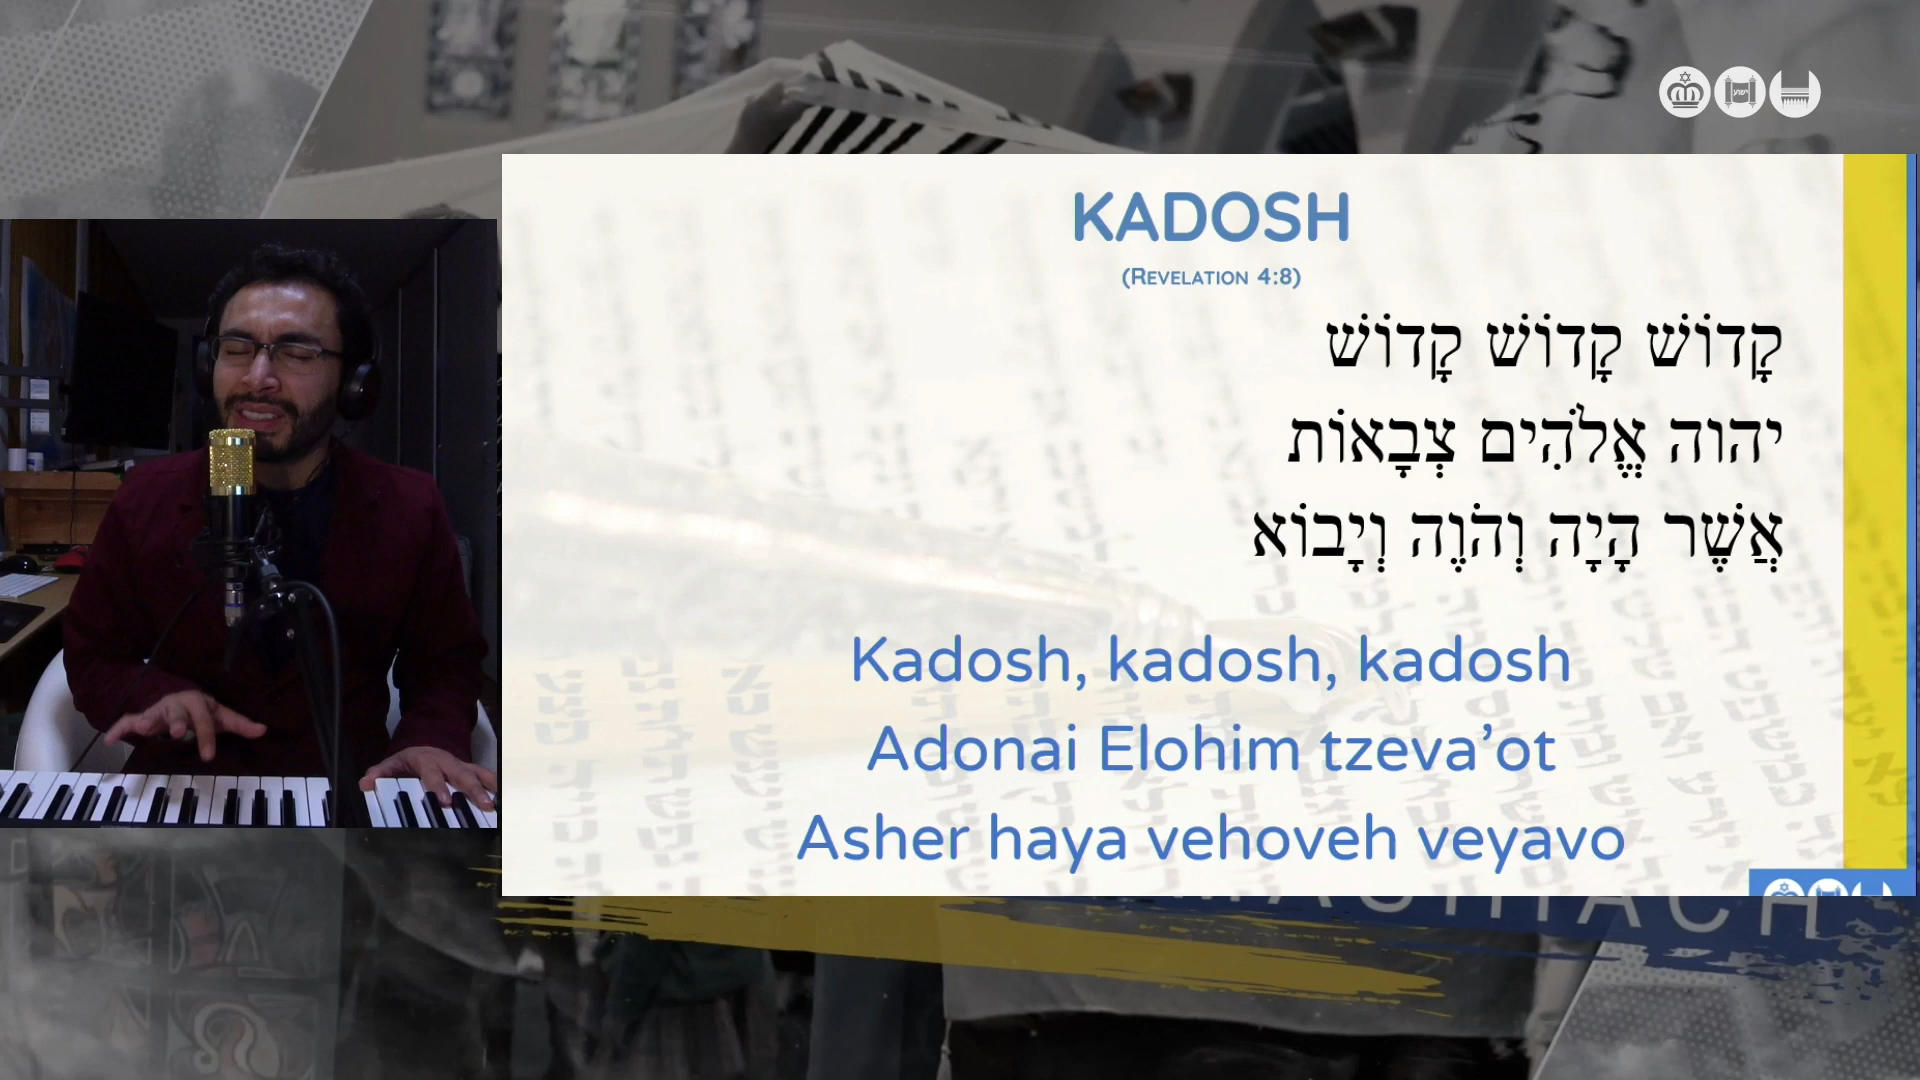 KADOSH
(REVELATION 4:8)
קָדוֹשׁ קָדוֹשׁ קָדוֹשׁ
יהוה אֱלֹהִים צְבָאוֹת
אֲשֶׁר הָיָה וְהֹוֶה וְיָבוֹא
Kadosh, kadosh, kadosh
Adonai Elohim tzeva’ot
Asher haya vehoveh veyavo